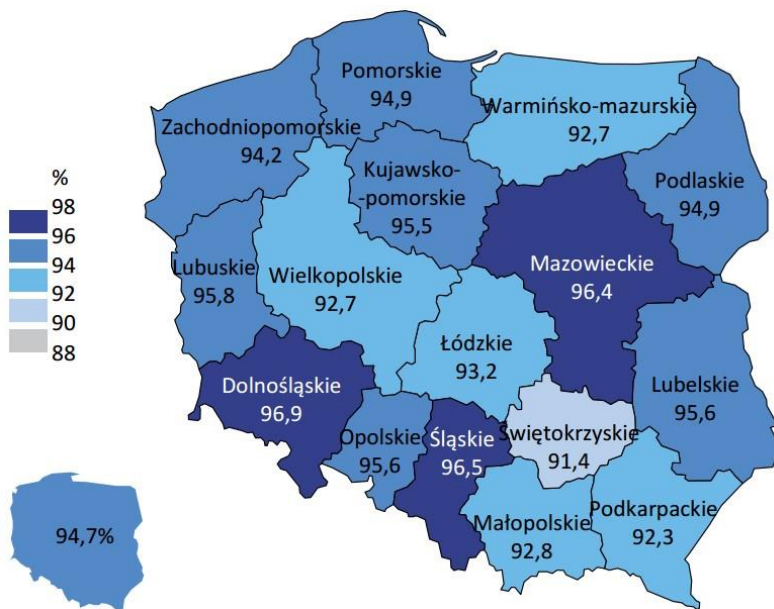 Pomorskie
94,9
Warmińsko-mazurskie
92,7
Zachodniopomorskie
94,2
Kujawsko-
-pomorskie
95,5
Podlaskie
94,9
%
98
96
94
92
90
88
Lubuskie
95,8
Wielkopolskie
92,7
Mazowieckie
96,4
Łódzkie
93,2
Dolnośląskie
96,9
Lubelskie
95,6
Opolskie
95,6
Śląskie
96,5
Świętokrzyskie
91,4
Małopolskie
92,8
Podkarpackie
92,3
94,7%